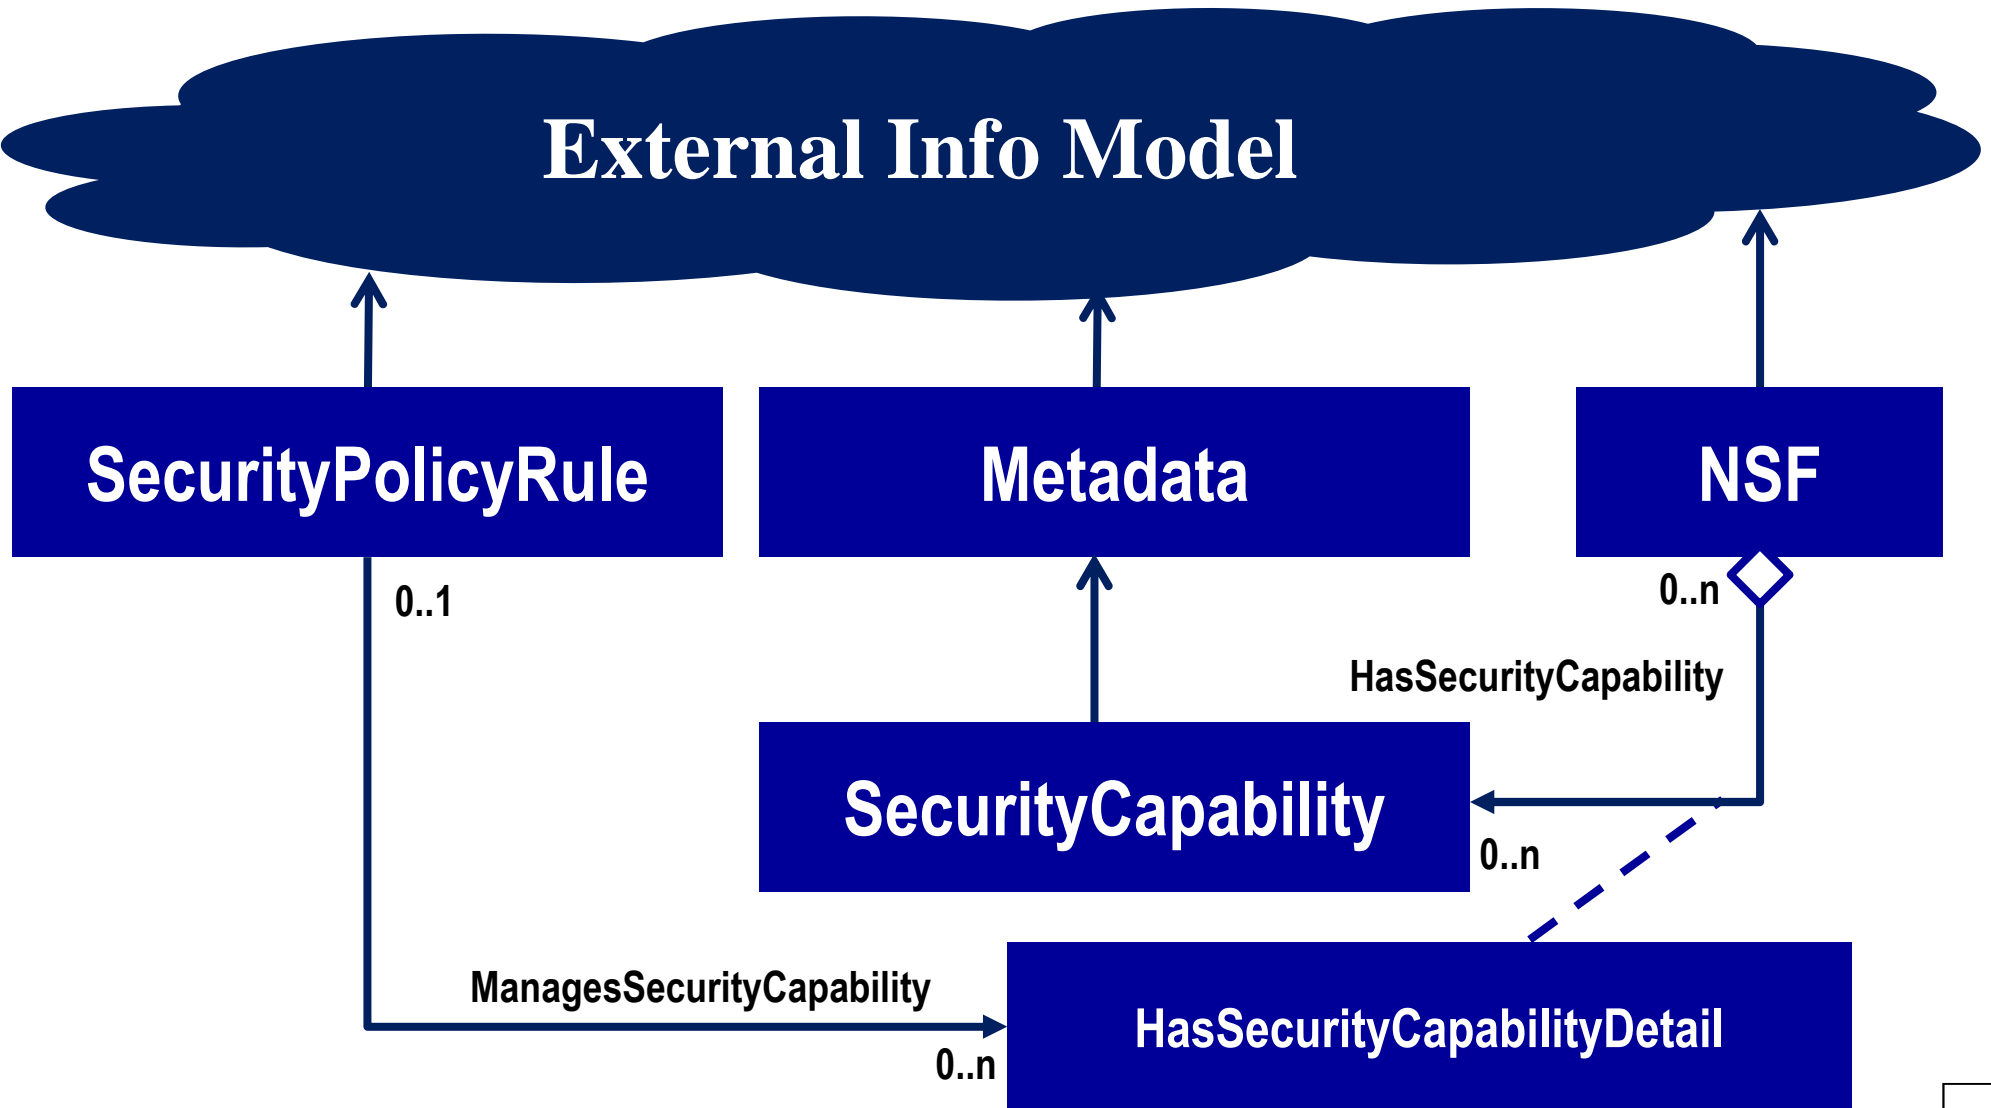 External Info Model
SecurityPolicyRule
Metadata
NSF
0..1
0..n
HasSecurityCapability
SecurityCapability
0..n
ManagesSecurityCapability
HasSecurityCapabilityDetail
0..n